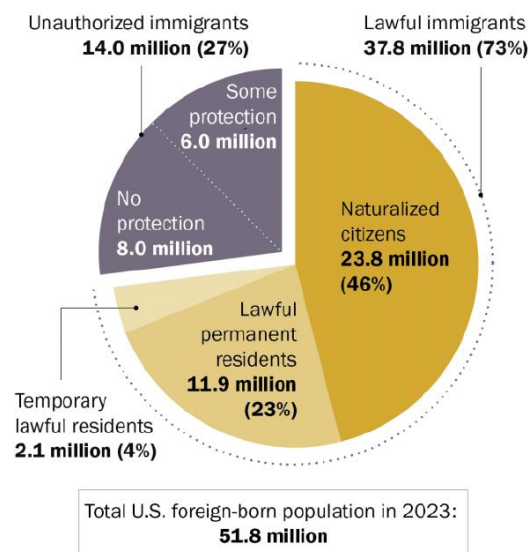 Unauthorized immigrants
14.0 million (27%)
Lawful immigrants
37.8 million (73%)
Some
protection
6.0 million
No
protection
8.0 million
Naturalized
citizens
23.8 million
(46%)
Lawful
permanent
residents
11.9 million
(23%)
Temporary
lawful residents
2.1 million (4%)
Total U.S. foreign-born population in 2023:
51.8 million